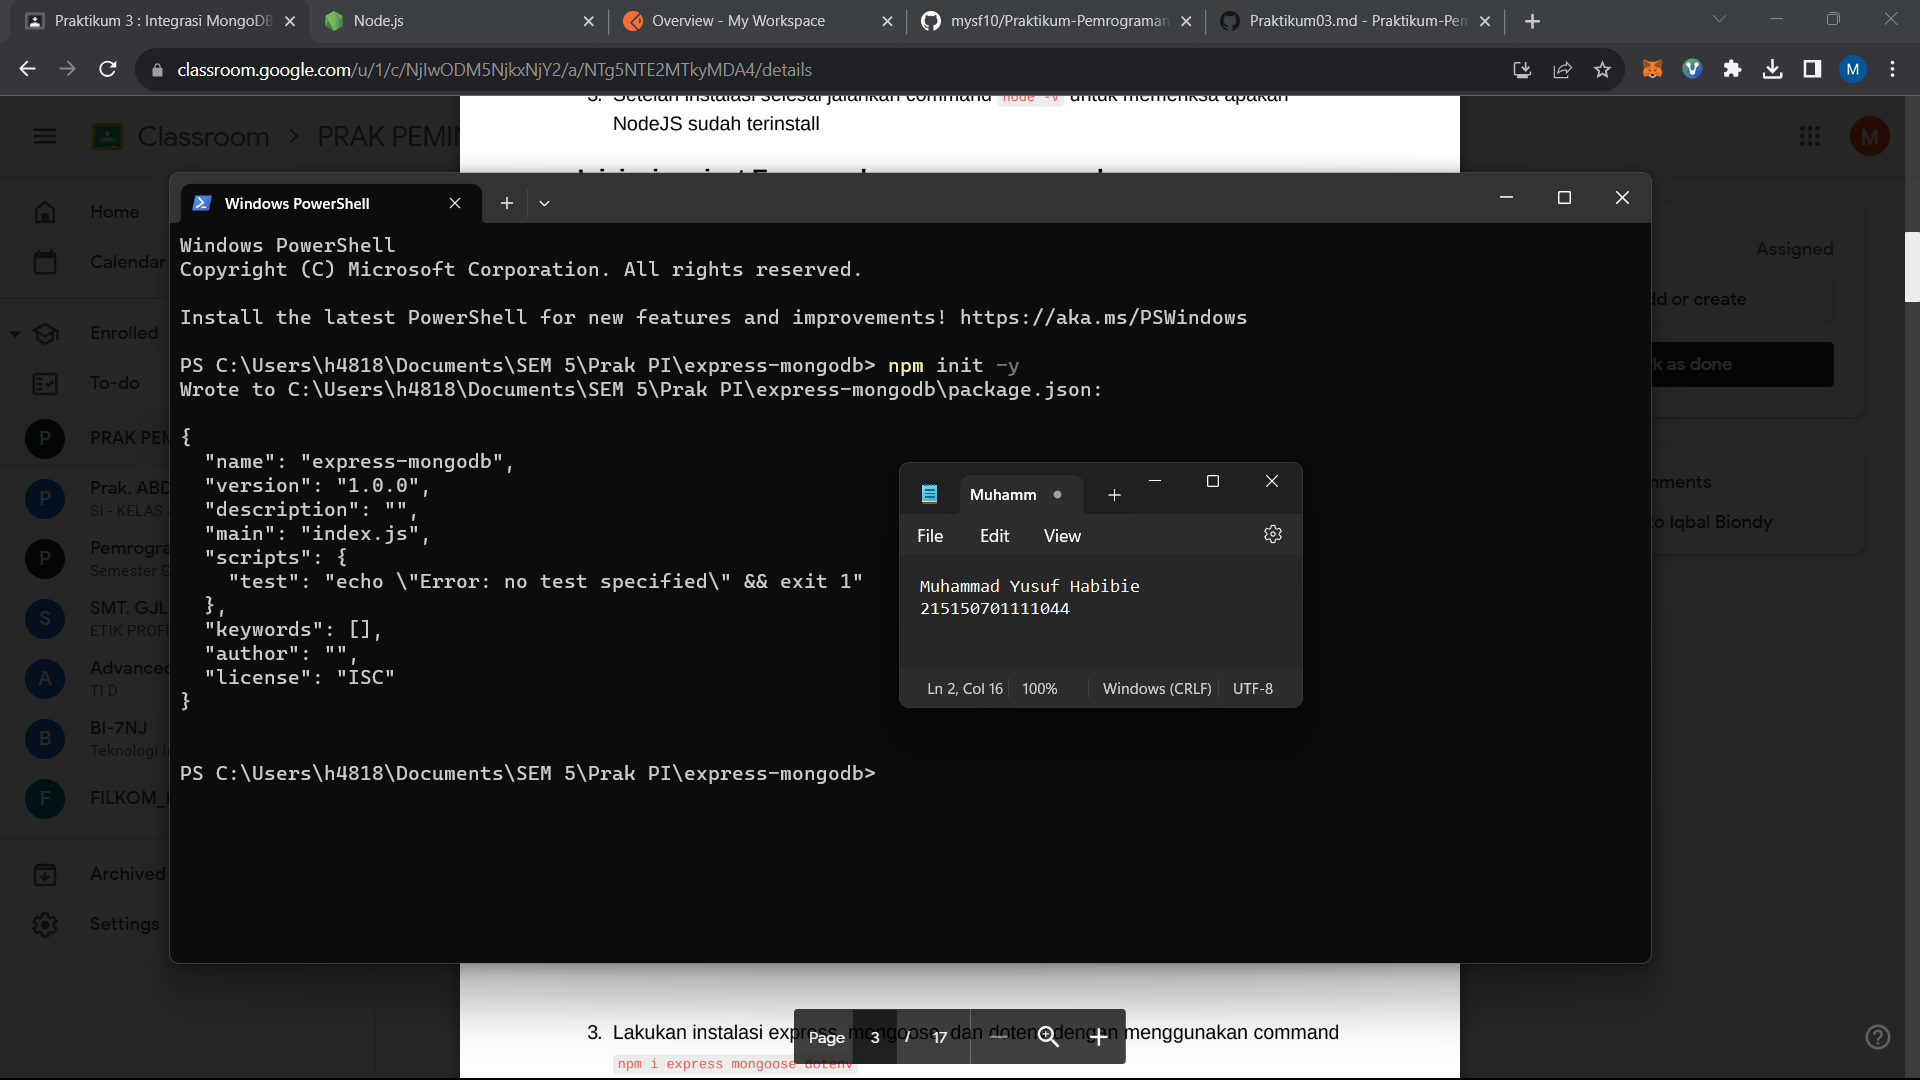 Praktikum 3 : Integrasi MongoDB
Node.js
Overview - My Workspace
mysf10/Praktikum-Pemrograman
Praktikum03.md - Praktikum-Pem
classroom.google.com/u/1/c/NjIwODM5NjkxNjY2/a/NTg5NTE2MTkyMDA4/details
M
3. Setelah instalasi selesai jalankan command node -v untuk memeriksa apakah
NodeJS sudah terinstall
Classroom > PRAK PEMIN
M
Home
Calendar
Enrolled
To-do
P PRAK PEM
P Prak. ABD
SI - KELAS
P Pemrogra
Semester G
S SMT. GJL
ETIK PROFE
A Advanced
TI D
B BI-7NJ
Teknologi I
F FILKOM_
Archived
Settings
Assigned
dd or create
k as done
mments
to Iqbal Biondy
Windows PowerShell
Windows PowerShell
Copyright (C) Microsoft Corporation. All rights reserved.
Install the latest PowerShell for new features and improvements! https://aka.ms/PSWindows
PS C:\Users\h4818\Documents\SEM 5\Prak PI\express-mongodb> npm init -y
Wrote to C:\Users\h4818\Documents\SEM 5\Prak PI\express-mongodb\package.json:
{
"name": "express-mongodb",
"version": "1.0.0",
"description": "",
"main": "index.js",
"scripts": {
"test": "echo \"Error: no test specified\" && exit 1"
},
"keywords": [],
"author": "",
"license": "ISC"
}
PS C:\Users\h4818\Documents\SEM 5\Prak PI\express-mongodb>
Muhamm
File Edit View
Muhammad Yusuf Habibie
215150701111044
Ln 2, Col 16 100% Windows (CRLF) UTF-8
3. Lakukan instalasi express, mongoose, dan dotenv dengan menggunakan command
npm i express mongoose dotenv
Page 3 / 17